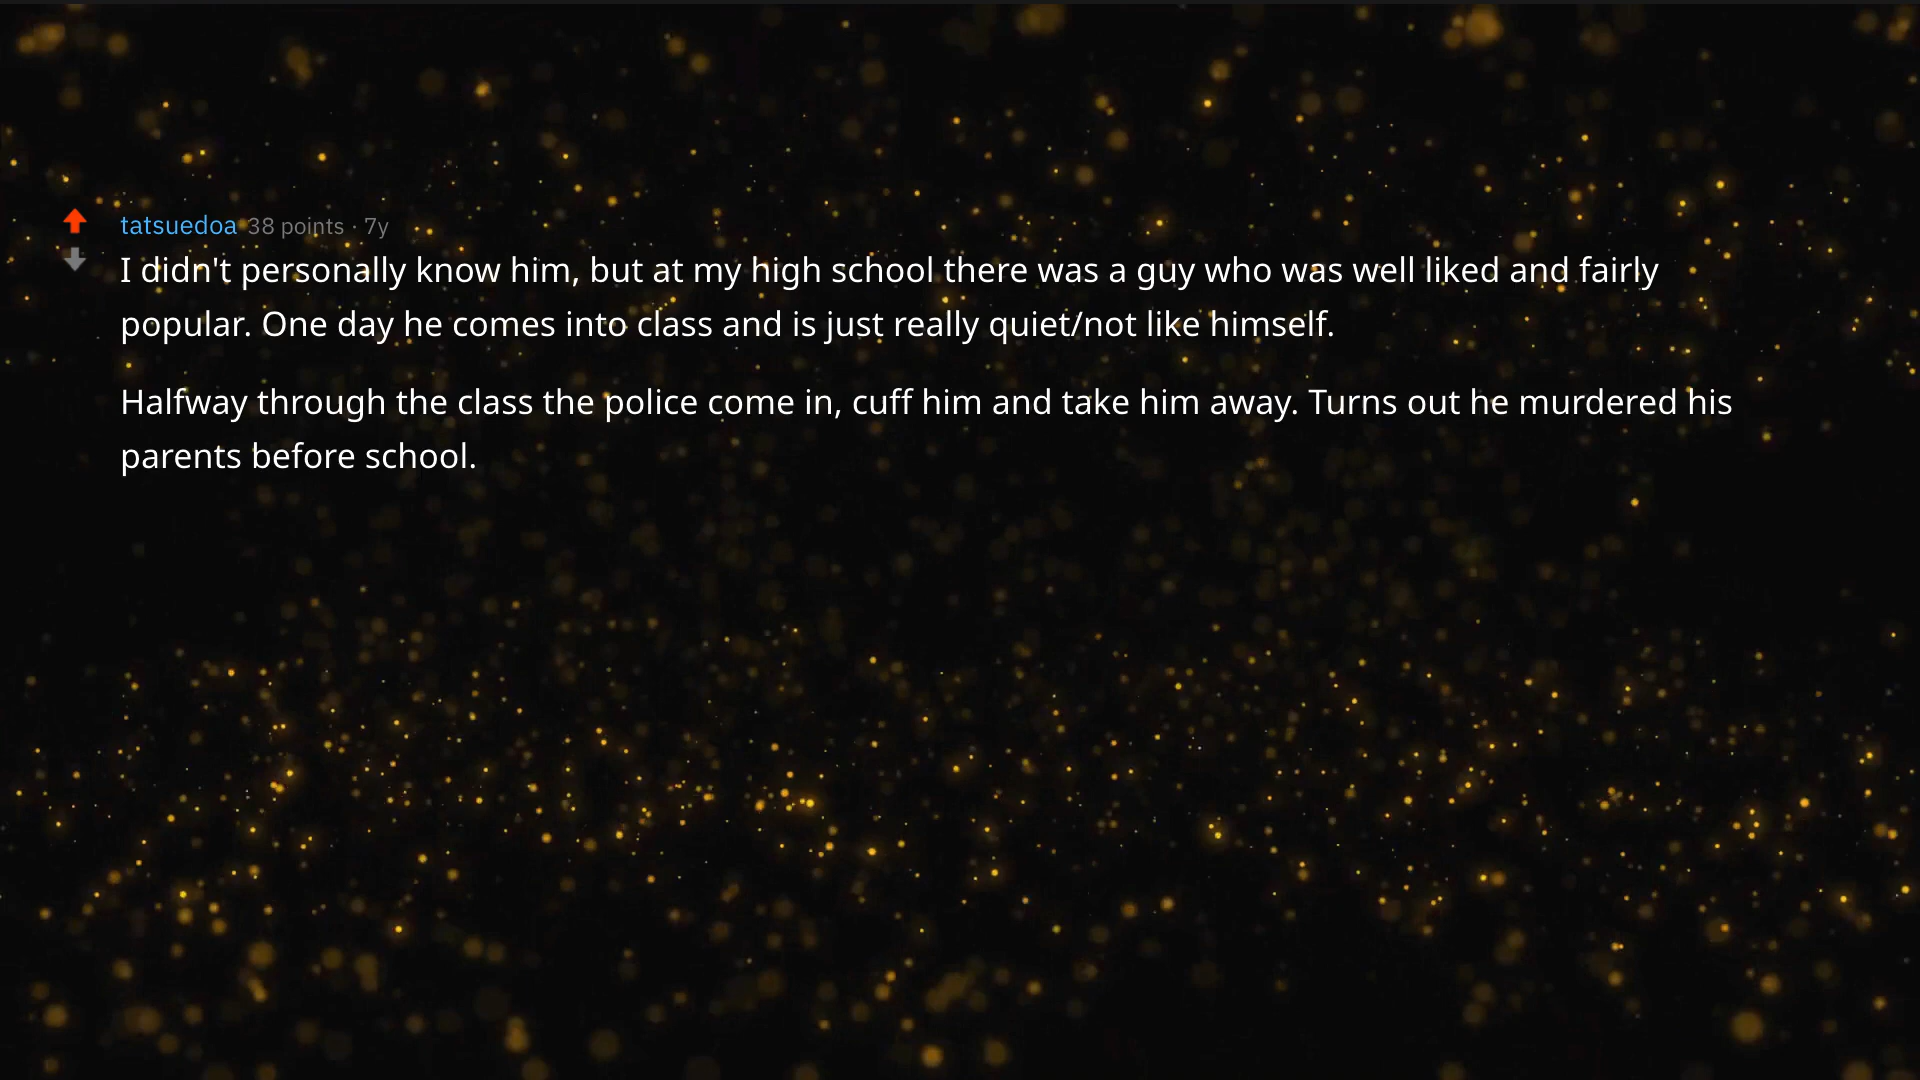 tatsuedoa 38 points · 7y
I didn't personally know him, but at my high school there was a guy who was well liked and fairly
popular. One day he comes into class and is just really quiet/not like himself.
Halfway through the class the police come in, cuff him and take him away. Turns out he murdered his
parents before school.